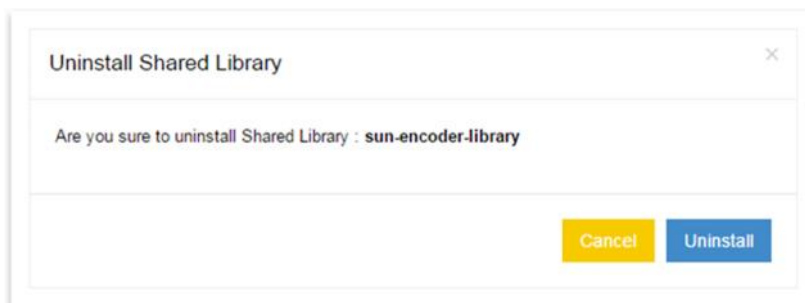 Uninstall Shared Library
×
Are you sure to uninstall Shared Library : sun-encoder-library
Cancel
Uninstall